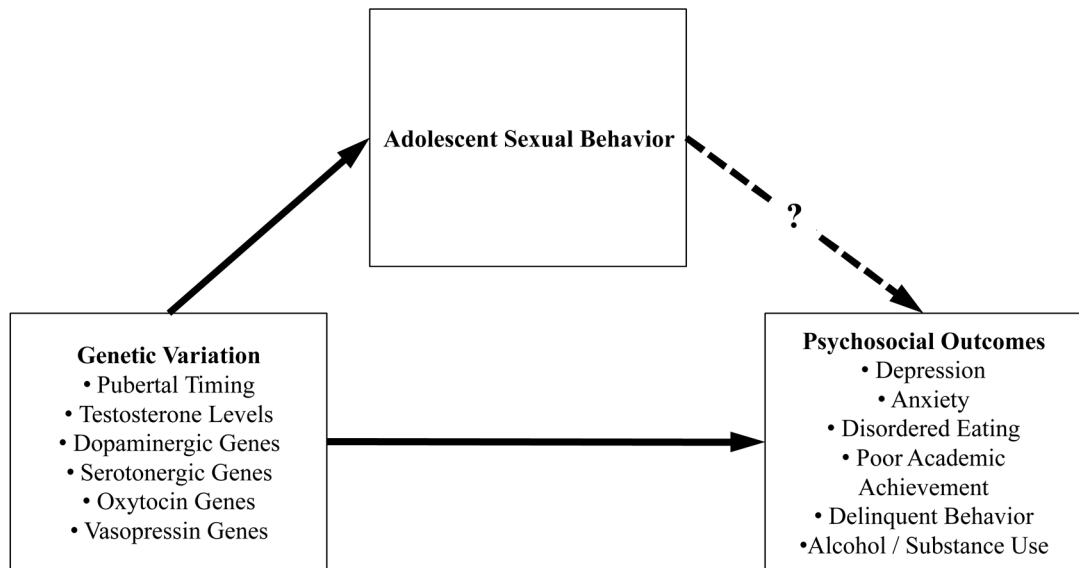 Adolescent Sexual Behavior
?
Genetic Variation
• Pubertal Timing
• Testosterone Levels
• Dopaminergic Genes
• Serotonergic Genes
• Oxytocin Genes
• Vasopressin Genes
Psychosocial Outcomes
• Depression
• Anxiety
• Disordered Eating
• Poor Academic
Achievement
• Delinquent Behavior
•Alcohol / Substance Use